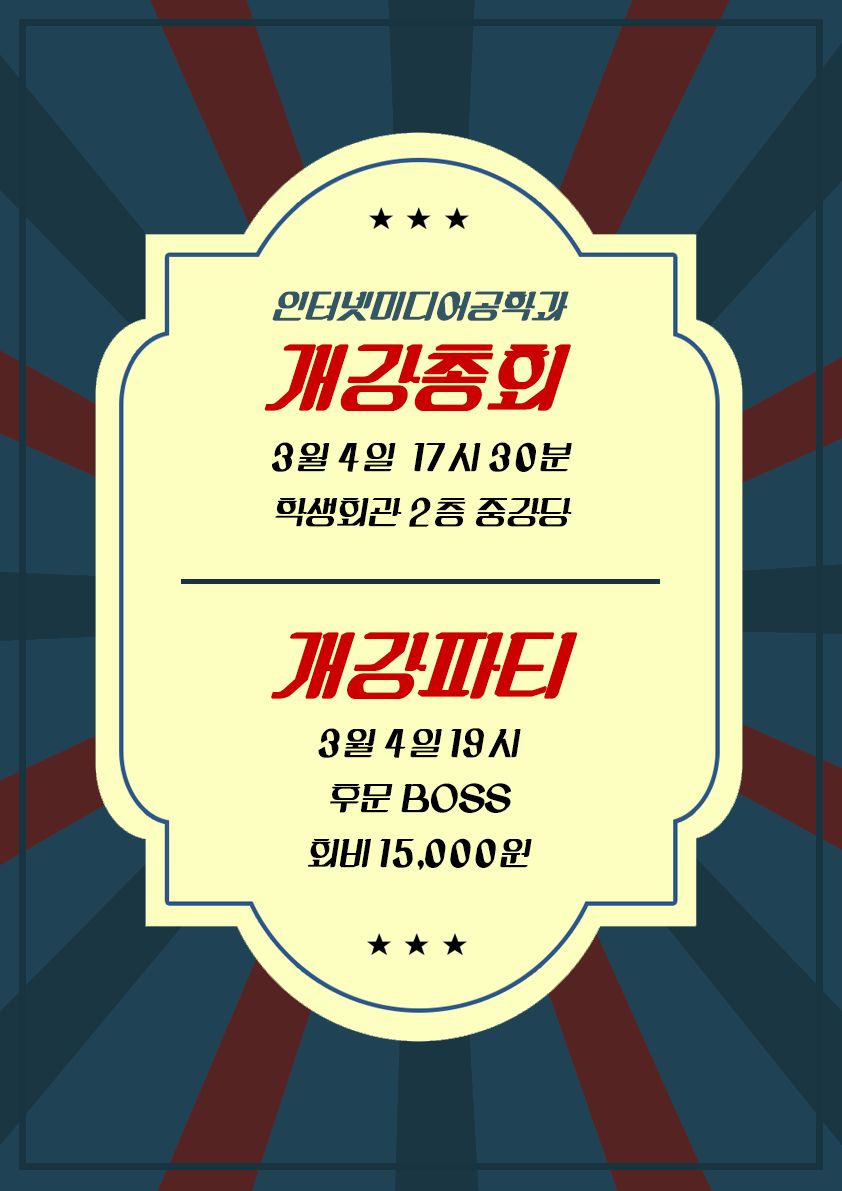 ★ ★ ★
인터넷미디어공학과
개강총회
3월 4일 17시 30분
학생회관 2층 중강당
개강파티
3월 4일 19시
후문 BOSS
회비 15,000원
★ ★ ★